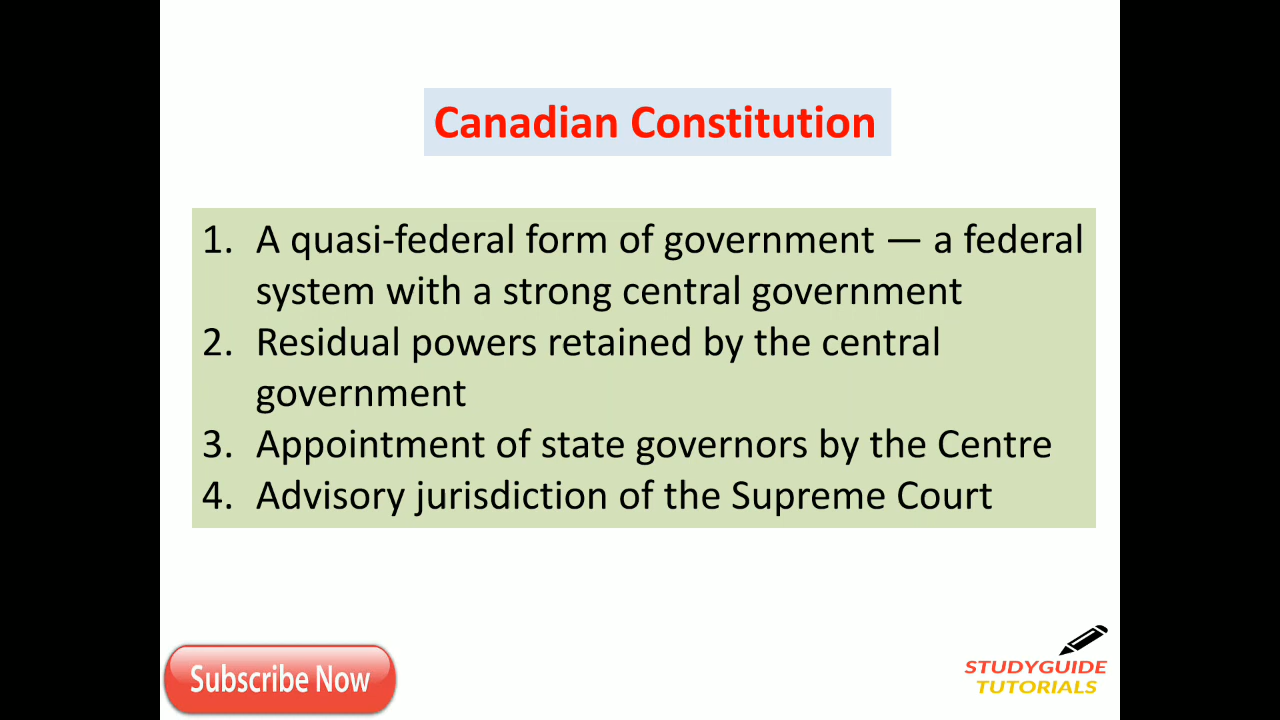 Canadian Constitution
1. A quasi-federal form of government — a federal
system with a strong central government
2. Residual powers retained by the central
government
3. Appointment of state governors by the Centre
4. Advisory jurisdiction of the Supreme Court
Subscribe Now
STUDYGUIDE
TUTORIALS